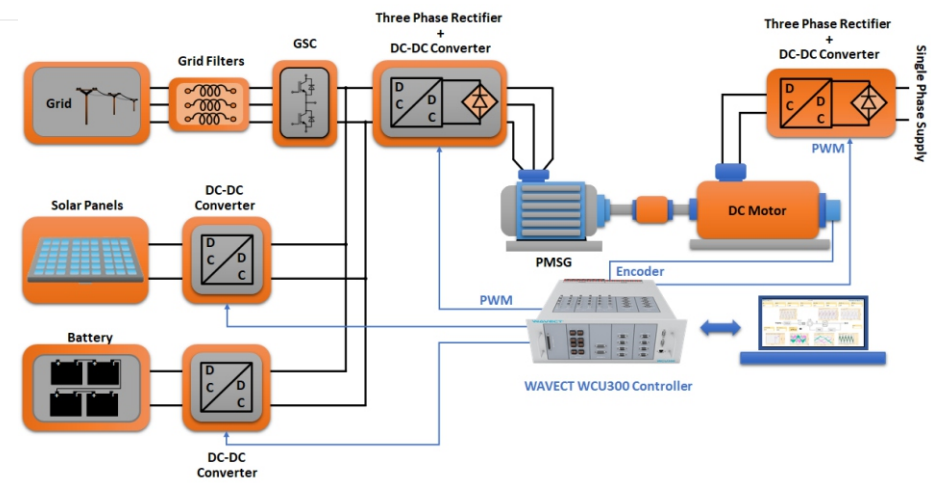 Three Phase Rectifier
+
DC-DC Converter
Three Phase Rectifier
+
DC-DC Converter
GSC
Grid Filters
Grid
D
C
D
C
D
C
D
C
Single Phase Supply
PWM
Solar Panels
DC-DC
Converter
D
C
D
C
DC Motor
PMSG
Encoder
PWM
WAVECT
Battery
D
C
D
C
WAVECT WCU300 Controller
DC-DC
Converter